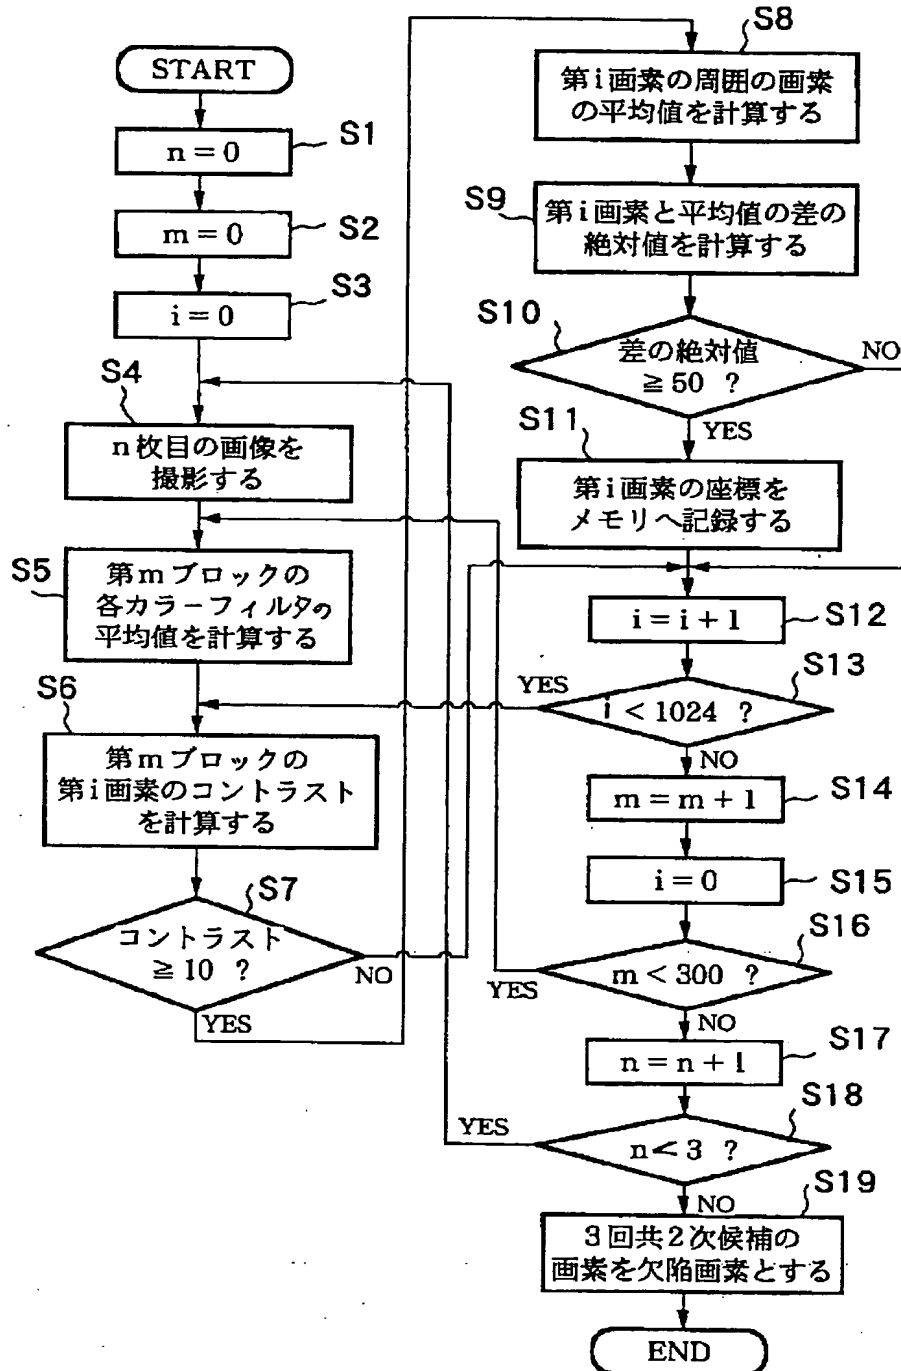 START
S1
n = 0
S2
m = 0
S3
i = 0
S4
n枚目の画像を
撮影する
S5
第mブロックの
各カラーフィルタの
平均値を計算する
S6
第mブロックの
第i画素のコントラスト
を計算する
S7
コントラスト
≧10 ?
NO
YES
S8
第i画素の周囲の画素
の平均値を計算する
S9
第i画素と平均値の差の
絶対値を計算する
S10
差の絶対値
≧50 ?
NO
YES
S11
第i画素の座標を
メモリへ記録する
S12
i = i + 1
S13
YES
i < 1024 ?
NO
S14
m = m + 1
S15
i = 0
S16
m < 300 ?
YES
NO
S17
n = n + 1
S18
YES
n < 3 ?
NO
S19
3回共2次候補の
画素を欠陥画素とする
END